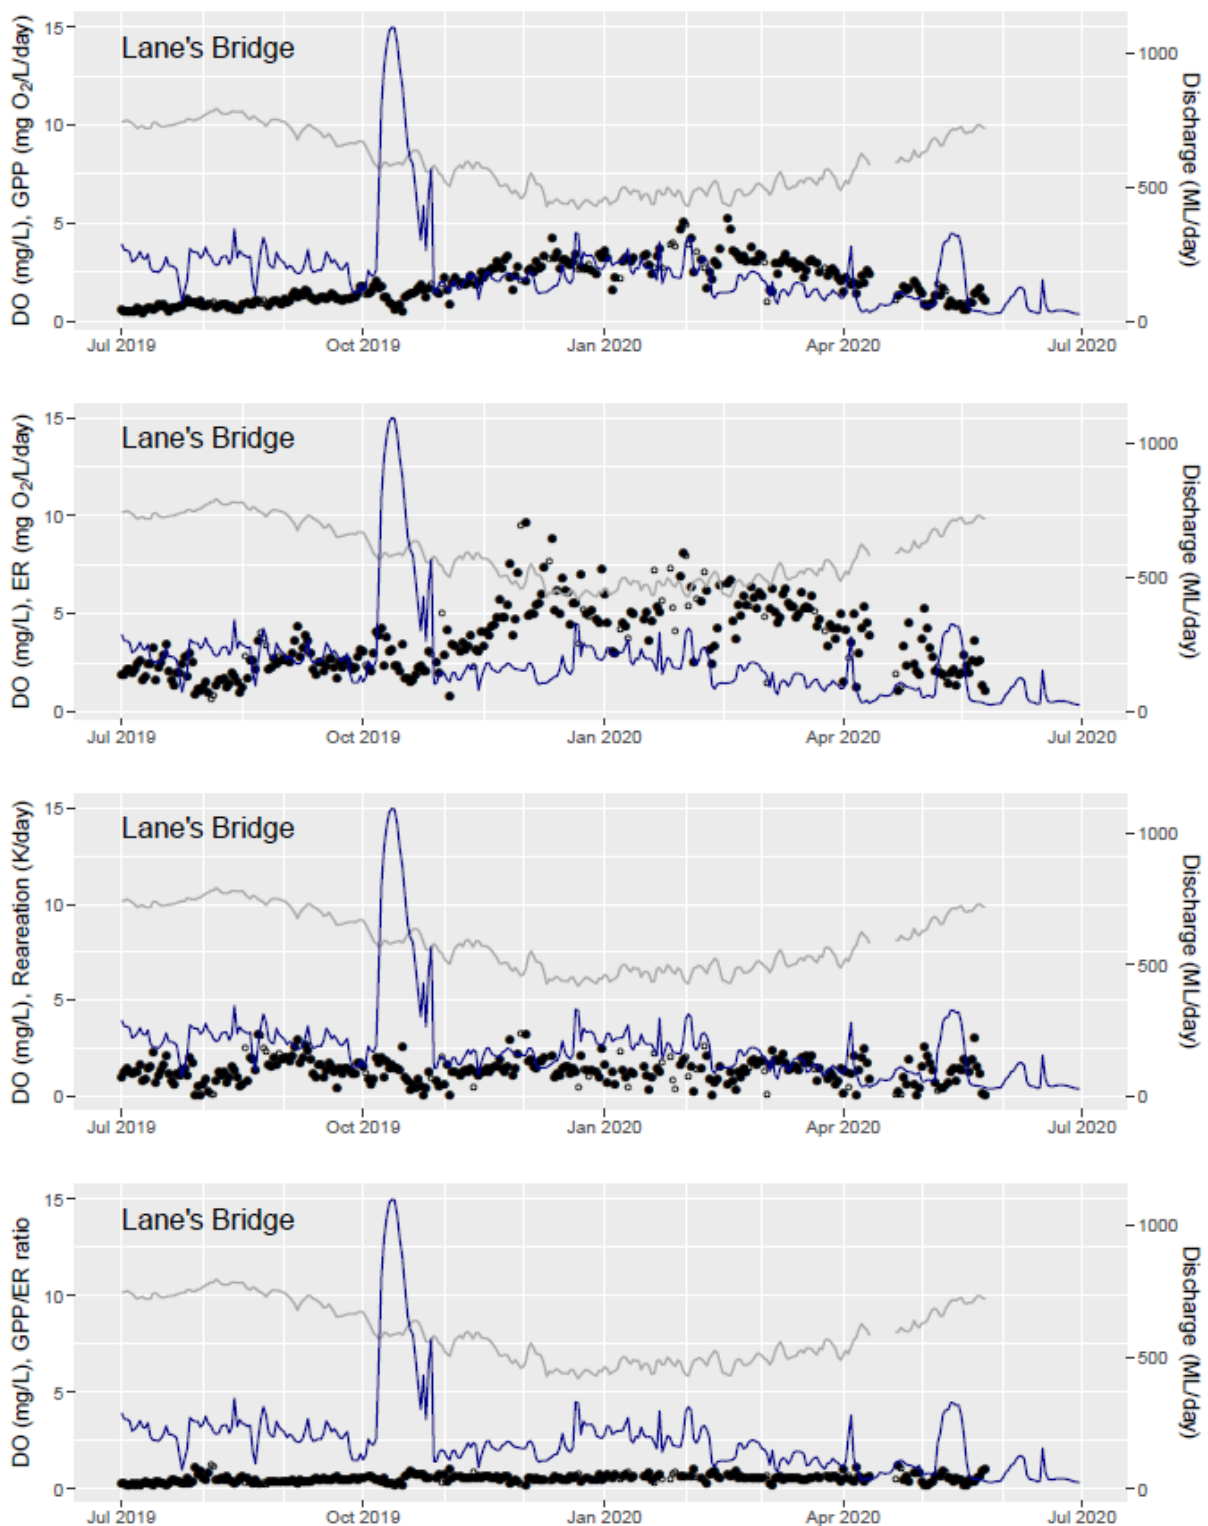 Lane's Bridge
DO (mg/L), GPP (mg O2/L/day)
15
10
5
0
1000
500
0
Discharge (ML/day)
Jul 2019 Oct 2019 Jan 2020 Apr 2020 Jul 2020
Lane's Bridge
DO (mg/L), ER (mg O2/L/day)
15
10
5
0
1000
500
0
Discharge (ML/day)
Jul 2019 Oct 2019 Jan 2020 Apr 2020 Jul 2020
Lane's Bridge
DO (mg/L), Rearation (K/day)
15
10
5
0
1000
500
0
Discharge (ML/day)
Jul 2019 Oct 2019 Jan 2020 Apr 2020 Jul 2020
Lane's Bridge
DO (mg/L), GPP/ER ratio
15
10
5
0
1000
500
0
Discharge (ML/day)
Jul 2019 Oct 2019 Jan 2020 Apr 2020 Jul 2020